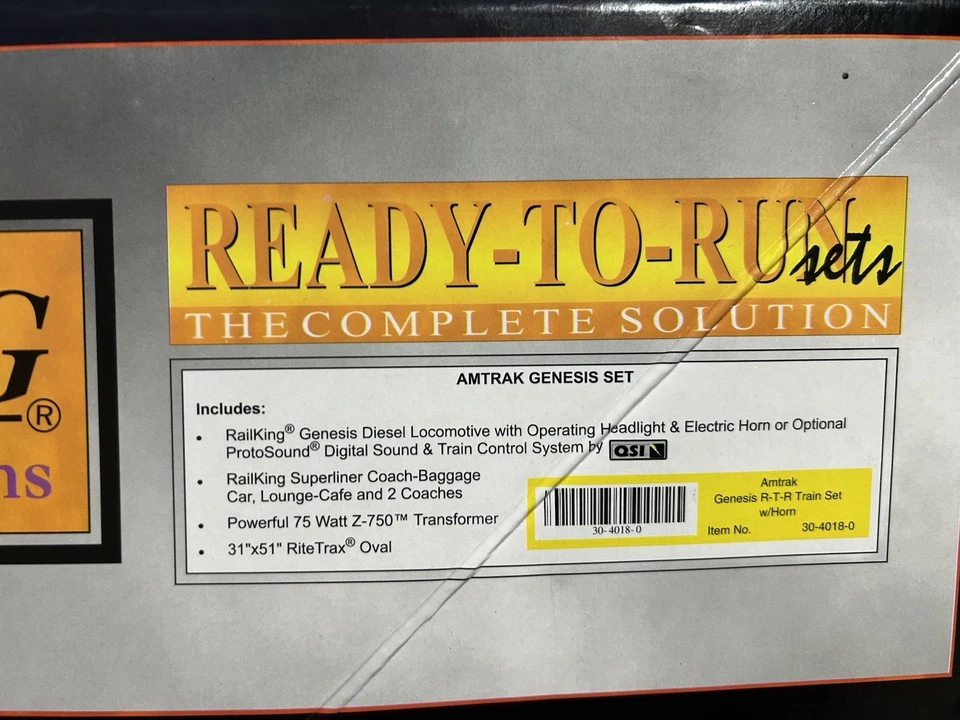 G
®
ns
READY-TO-RUN
sets
THE COMPLETE SOLUTION
AMTRAK GENESIS SET
Includes:
• RailKing® Genesis Diesel Locomotive with Operating Headlight & Electric Horn or Optional
ProtoSound® Digital Sound & Train Control System by QSI
• RailKing Superliner Coach-Baggage
Car, Lounge-Cafe and 2 Coaches
• Powerful 75 Watt Z-750™ Transformer
• 31"x51" RiteTrax® Oval
30-4018-0
Amtrak
Genesis R-T-R Train Set
w/Horn
Item No. 30-4018-0